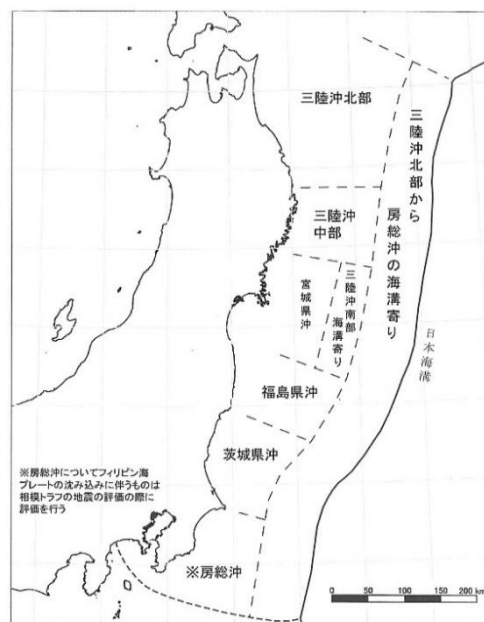 三陸沖北部
三陸沖北部から
房総沖の海溝寄り
三陸沖
中部
宮城県沖
三陸沖南部
海溝寄り
日本海溝
福島県沖
茨城県沖
※房総沖についてフィリピン海
プレートの沈み込みに伴うものは
相模トラフの地震の評価の際に
評価を行う
※房総沖
0 50 100 150 200 km